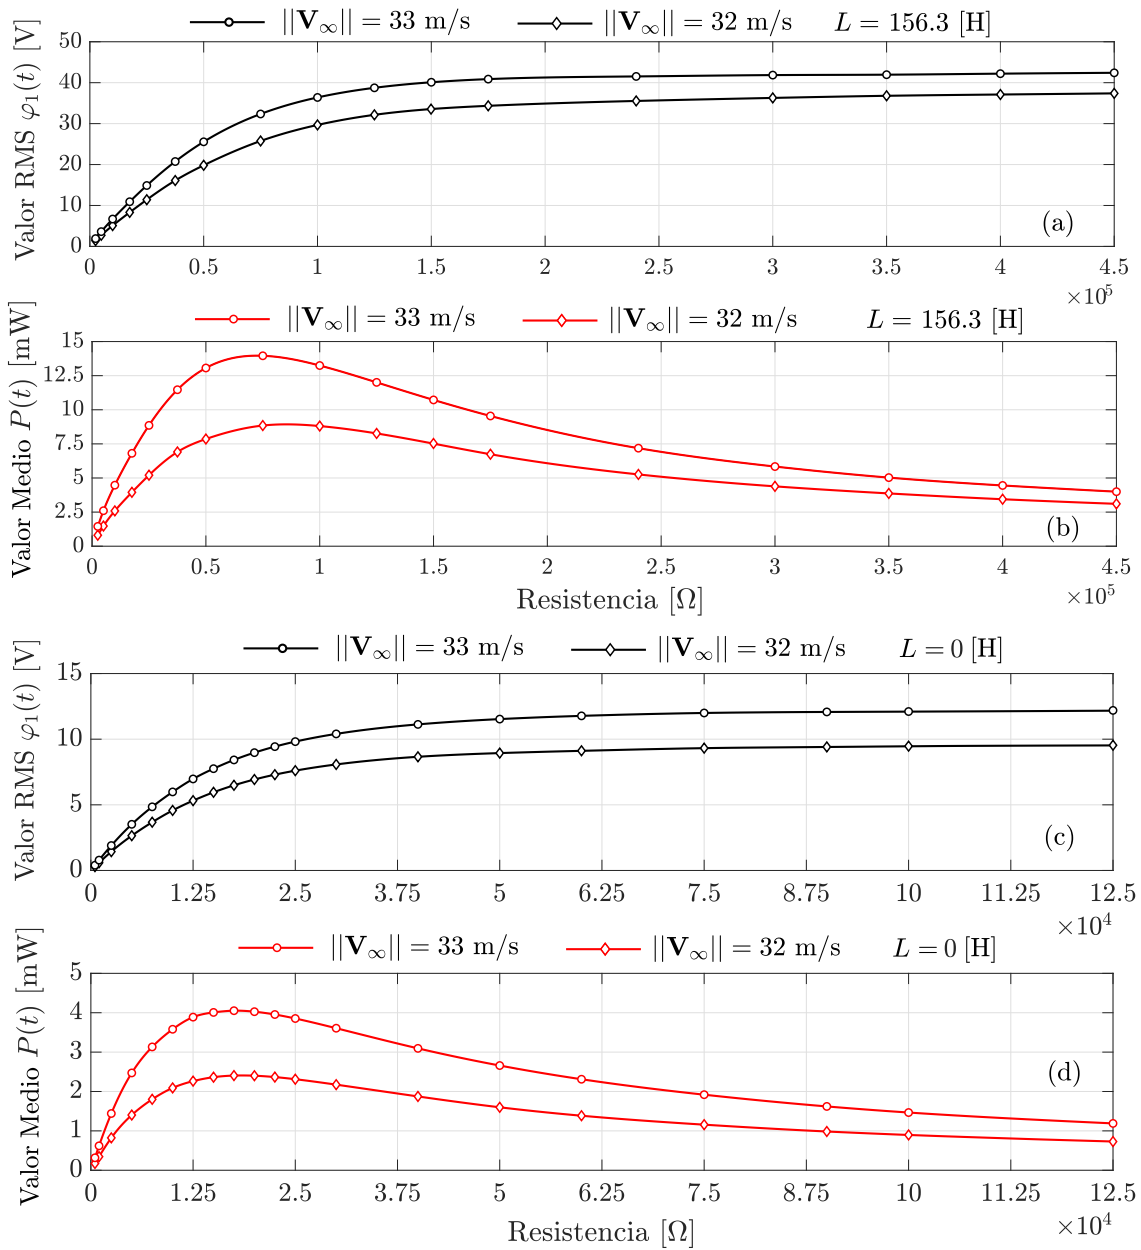 ||V∞|| = 33 m/s ||V∞|| = 32 m/s L = 156.3 [H]
Valor RMS φ1(t) [V]
50
40
30
20
10
0
(a)
0 0.5 1 1.5 2 2.5 3 3.5 4 4.5
×10^5
||V∞|| = 33 m/s ||V∞|| = 32 m/s L = 156.3 [H]
Valor Medio P(t) [mW]
15
12.5
10
7.5
5
2.5
0
(b)
0 0.5 1 1.5 2 2.5 3 3.5 4 4.5
Resistencia [Ω] ×10^5
||V∞|| = 33 m/s ||V∞|| = 32 m/s L = 0 [H]
Valor RMS φ1(t) [V]
15
10
5
0
(c)
0 1.25 2.5 3.75 5 6.25 7.5 8.75 10 11.25 12.5
×10^4
||V∞|| = 33 m/s ||V∞|| = 32 m/s L = 0 [H]
Valor Medio P(t) [mW]
5
4
3
2
1
0
(d)
0 1.25 2.5 3.75 5 6.25 7.5 8.75 10 11.25 12.5
Resistencia [Ω] ×10^4